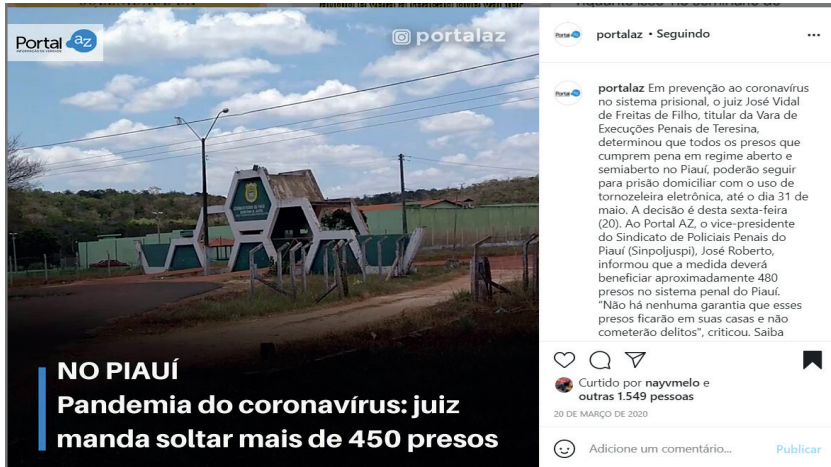 Portal az
portalaz
NO PIAUÍ
Pandemia do coronavírus: juiz
manda soltar mais de 450 presos
portalaz • Seguindo
portalaz Em prevenção ao coronavírus
no sistema prisional, o juiz José Vidal
de Freitas de Filho, titular da Vara de
Execuções Penais de Teresina,
determinou que todos os presos que
cumprem pena em regime aberto e
semiaberto no Piauí, poderão seguir
para prisão domiciliar com o uso de
tornozeleira eletrônica, até o dia 31 de
maio. A decisão é desta sexta-feira
(20). Ao Portal AZ, o vice-presidente
do Sindicato de Policiais Penais do
Piauí (Sinpoljuspi), José Roberto,
informou que a medida deverá
beneficiar aproximadamente 480
presos no sistema penal do Piauí.
"Não há nenhuma garantia que esses
presos ficarão em suas casas e não
cometerão delitos", criticou. Saiba
Curtido por nayvmelo e
outras 1.549 pessoas
20 DE MARÇO DE 2020
Adicione um comentário... Publicar